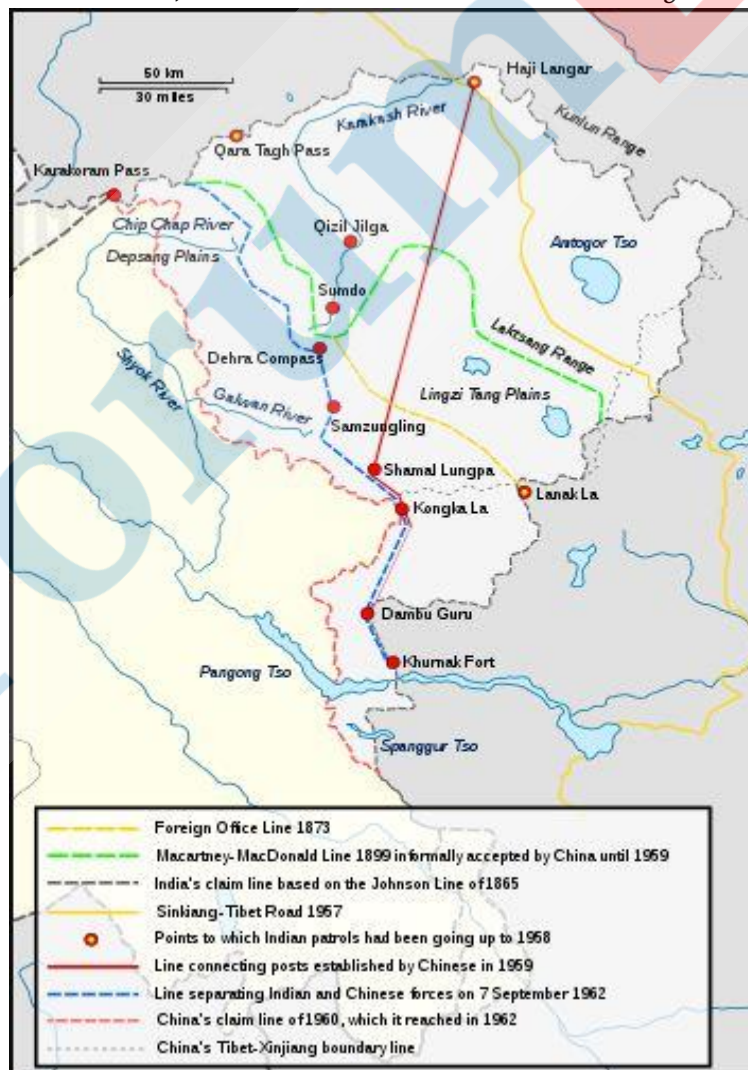 50 km
30 miles
Haji Langar
Karakash River
Kunlun Range
Qara Tagh Pass
Karakoram Pass
Chip Chap River
Qizil Jilga
Depsang Plains
Aatogor Tso
Sumdo
Shyok River
Dehra Compass
Laktsang Range
Galwan River
Lingzi Tang Plains
Samzungling
Shamal Lungpa
Lanak La
Kongka La
Dambu Guru
Pangong Tso
Khurnak Fort
Spanggur Tso
Foreign Office Line 1873
Macartney-MacDonald Line 1899 informally accepted by China until 1959
India's claim line based on the Johnson Line of 1865
Sinkiang-Tibet Road 1957
Points to which Indian patrols had been going up to 1958
Line connecting posts established by Chinese in 1959
Line separating Indian and Chinese forces on 7 September 1962
China's claim line of 1960, which it reached in 1962
China's Tibet-Xinjiang boundary line